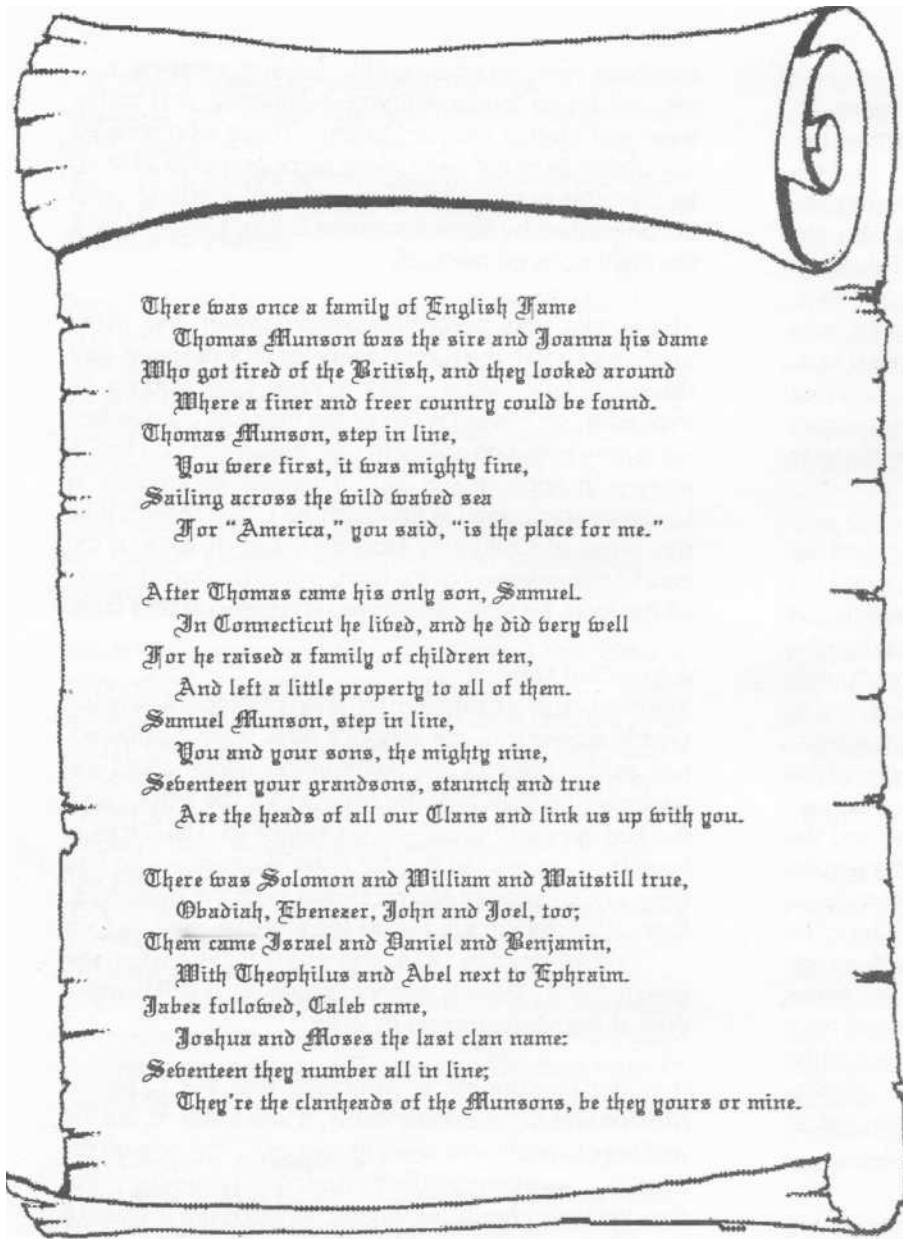 There was once a family of English Fame
Thomas Munson was the sire and Joanna his dame
Who got tired of the British, and they looked around
Where a finer and freer country could be found.
Thomas Munson, step in line,
You were first, it was mighty fine,
Sailing across the wild waved sea
For “America,” you said, “is the place for me.”
After Thomas came his only son, Samuel.
In Connecticut he lived, and he did very well
For he raised a family of children ten,
And left a little property to all of them.
Samuel Munson, step in line,
You and your sons, the mighty nine,
Seventeen your grandsons, staunch and true
Are the heads of all our Clans and link us up with you.
There was Solomon and William and Waitstill true,
Obadiah, Ebenezer, John and Joel, too;
Them came Israel and Daniel and Benjamin,
With Theophilus and Abel next to Ephraim.
Jabez followed, Caleb came,
Joshua and Moses the last clan name:
Seventeen they number all in line;
They're the clanheads of the Munsons, be they yours or mine.